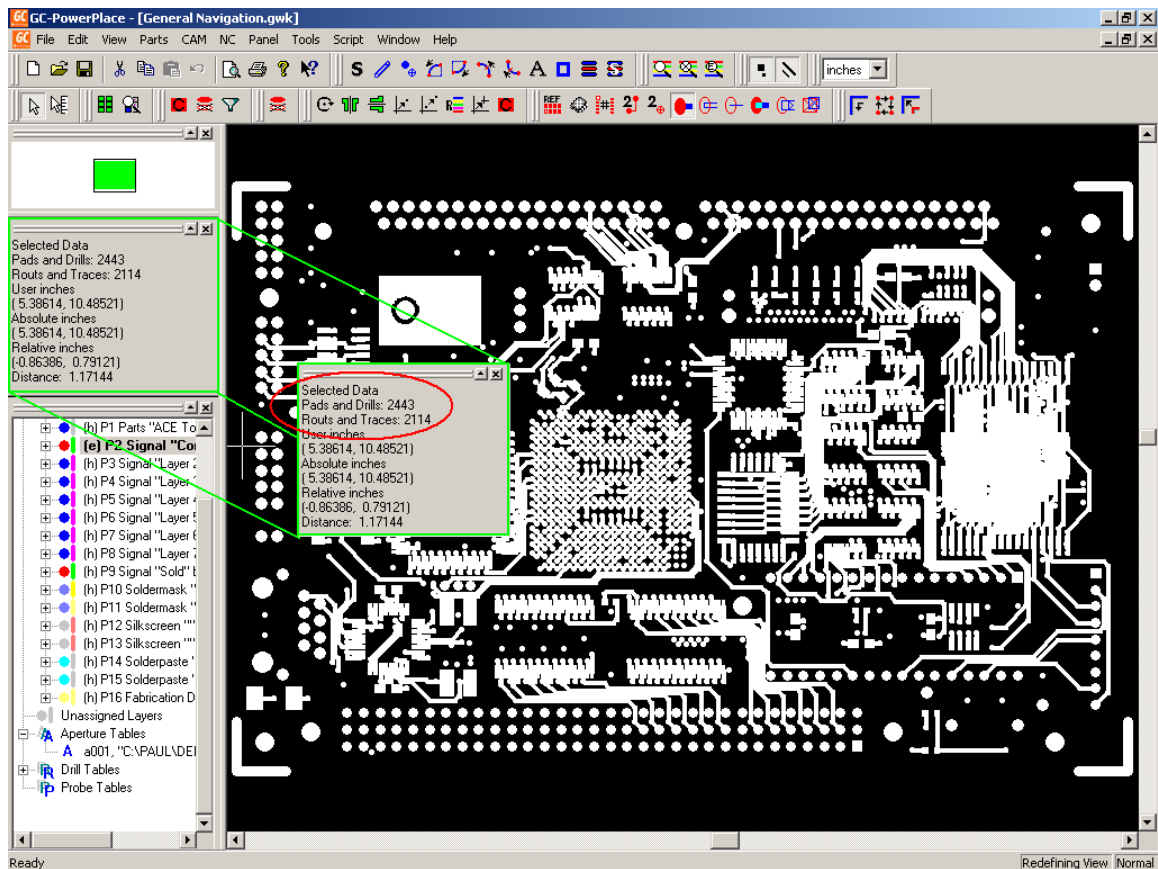 GC-PowerPlace - [General Navigation.gwk]
File Edit View Parts CAM NC Panel Tools Script Window Help
inches
Selected Data
Pads and Drills: 2443
Routs and Traces: 2114
User inches
( 5.38614, 10.48521)
Absolute inches
( 5.38614, 10.48521)
Relative inches
(-0.86386, 0.79121)
Distance: 1.17144
Selected Data
Pads and Drills: 2443
Routs and Traces: 2114
User inches
( 5.38614, 10.48521)
Absolute inches
( 5.38614, 10.48521)
Relative inches
(-0.86386, 0.79121)
Distance: 1.17144
(h) P1 Parts "ACE To
(e) P2 Signal "Co
(h) P3 Signal "Layer 2
(h) P4 Signal "Layer
(h) P5 Signal "Layer 4
(h) P6 Signal "Layer 5
(h) P7 Signal "Layer 6
(h) P8 Signal "Layer 7
(h) P9 Signal "Sold" b
(h) P10 Soldermask "
(h) P11 Soldermask "
(h) P12 Silkscreen ""
(h) P13 Silkscreen ""
(h) P14 Solderpaste '
(h) P15 Solderpaste '
(h) P16 Fabrication D
Unassigned Layers
Aperture Tables
A a001, "C:\PAUL\DE
Drill Tables
Probe Tables
Ready
Redefining View Normal